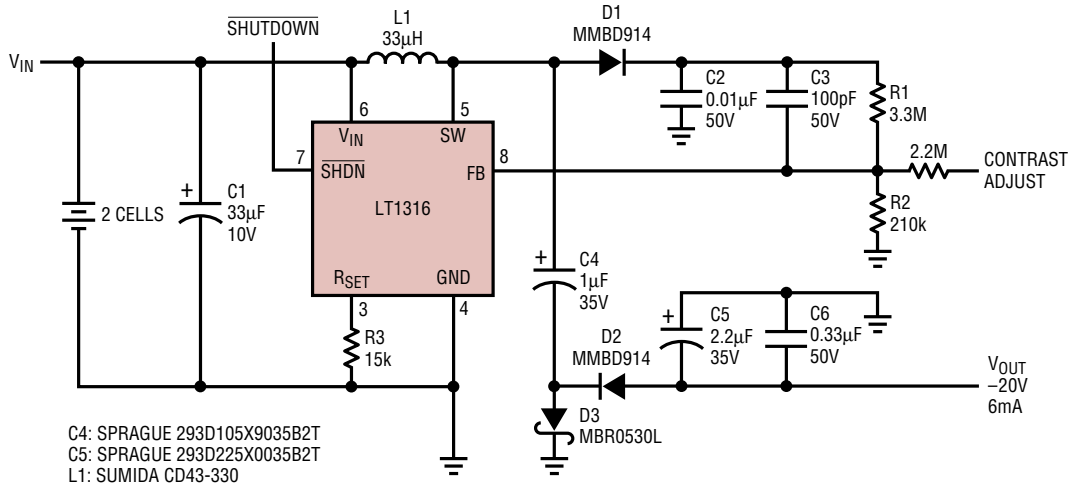 SHUTDOWN
L1
33µH
D1
MMBD914
VIN
C2
0.01µF
50V
C3
100pF
50V
R1
3.3M
6
5
VIN
SW
7
SHDN
8
FB
2.2M
CONTRAST
ADJUST
2 CELLS
+
C1
33µF
10V
LT1316
R2
210k
+
C4
1µF
35V
RSET
GND
3
4
R3
15k
+
C5
2.2µF
35V
C6
0.33µF
50V
D2
MMBD914
VOUT
–20V
6mA
D3
MBR0530L
C4: SPRAGUE 293D105X9035B2T
C5: SPRAGUE 293D225X0035B2T
L1: SUMIDA CD43-330